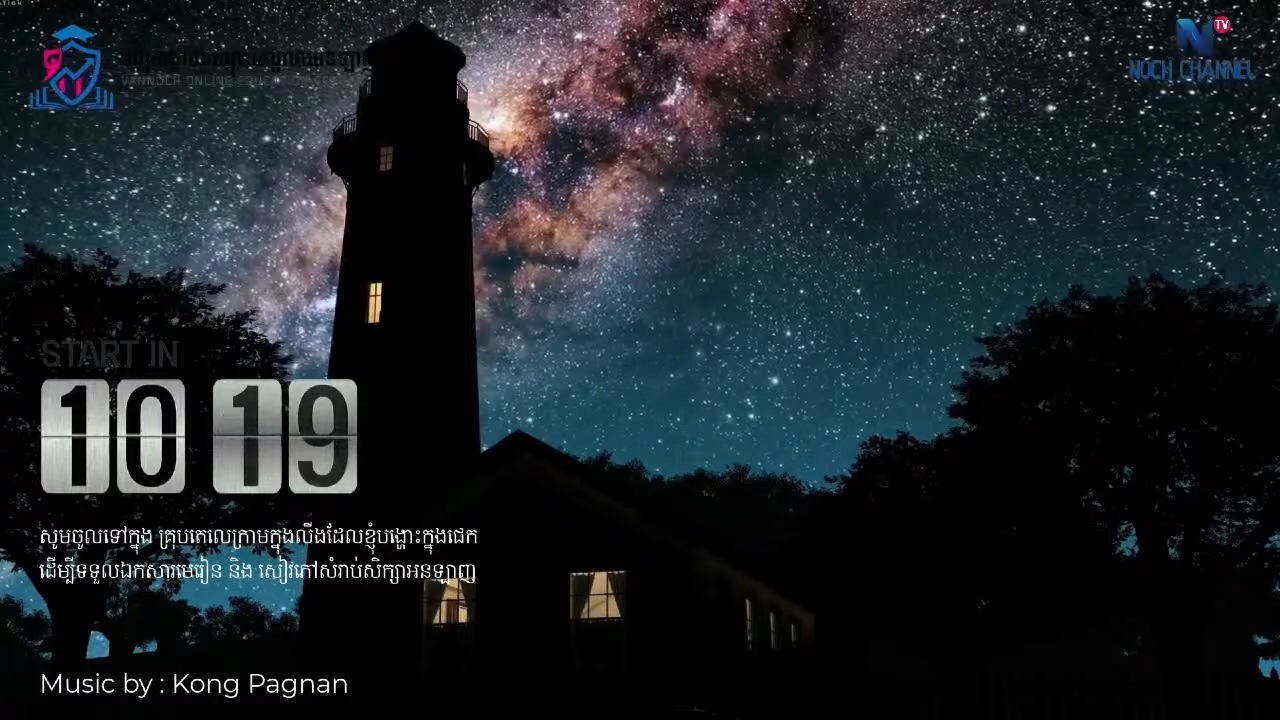 VANNOCH ONLINE
TV
NOCH CHANNEL
START IN
10 19
សូមចូលទៅក្នុង គ្រុបតេលេក្រាមក្នុងលីងដែលខ្ញុំបង្ហោះក្នុងផេក
ដើម្បីទទួលឯកសារមេរៀន និង សៀវភៅសំរាប់សិក្សាអនឡាញ
Music by : Kong Pagnan